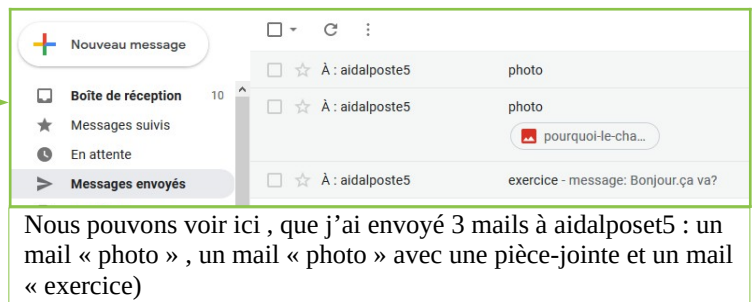 Nouveau message
Boîte de réception 10
Messages suivis
En attente
Messages envoyés
À : aidalposte5 photo
À : aidalposte5 photo
pourquoi-le-cha...
À : aidalposte5 exercice - message: Bonjour.ça va?
Nous pouvons voir ici , que j’ai envoyé 3 mails à aidalposet5 : un
mail « photo » , un mail « photo » avec une pièce-jointe et un mail
« exercice)